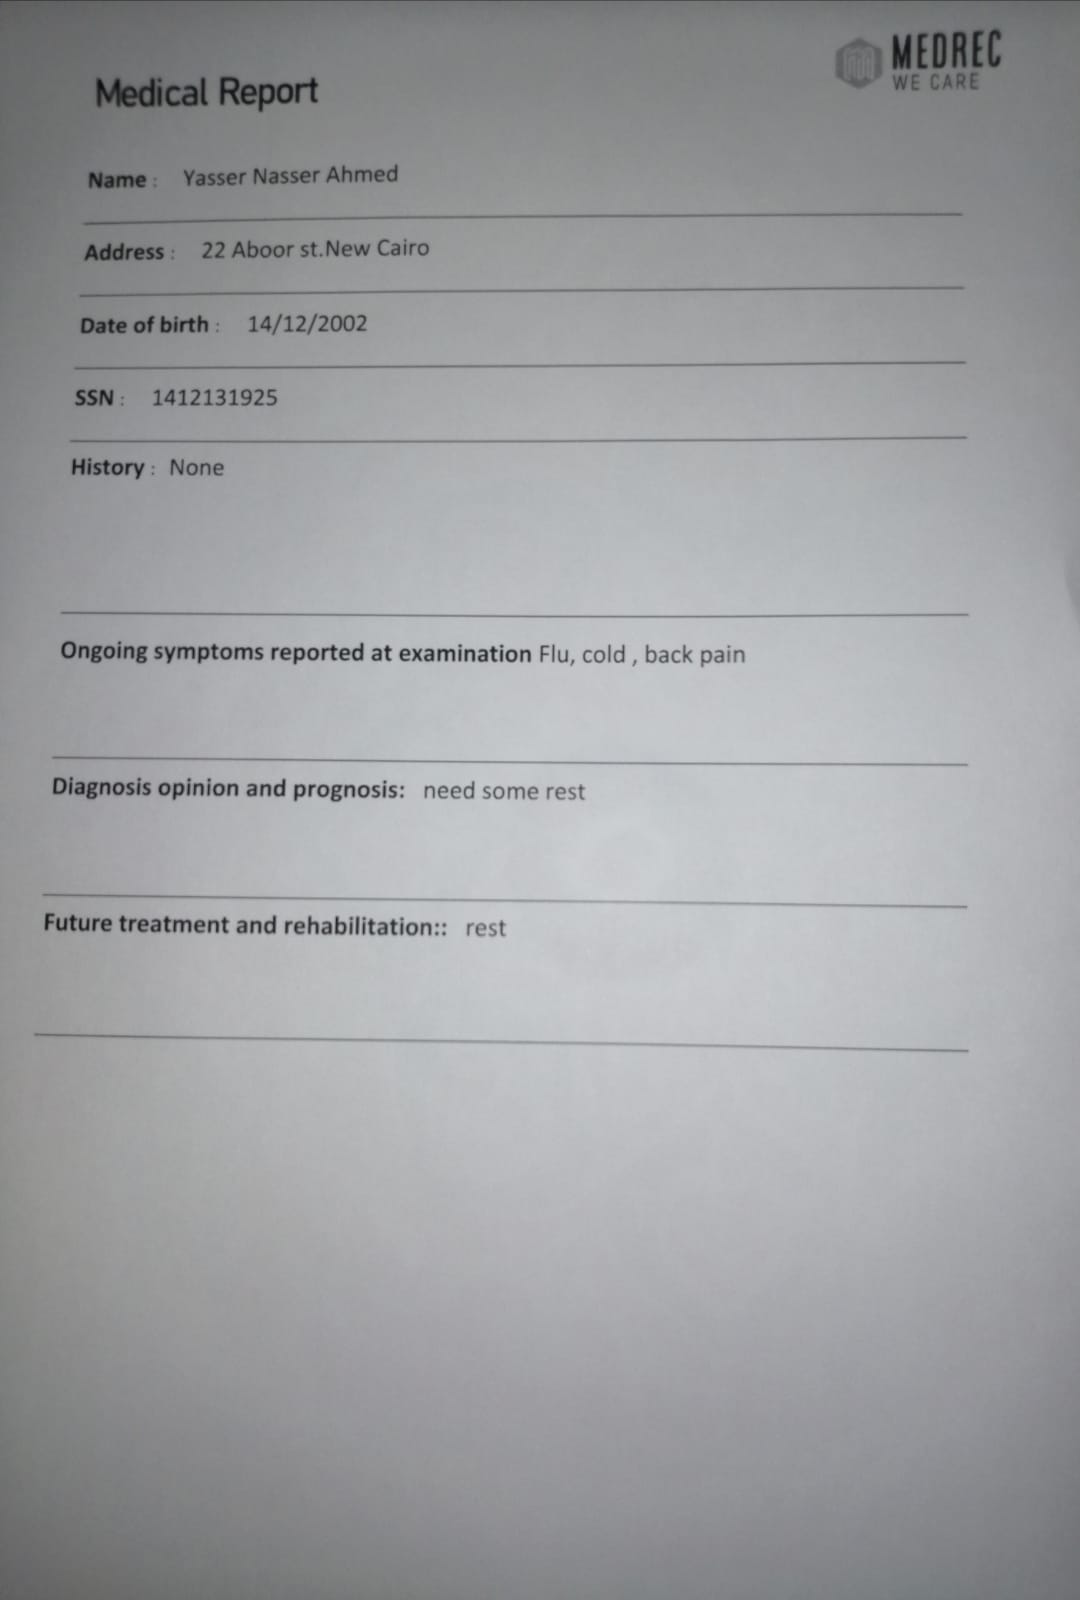 MEDREC
WE CARE
Medical Report
Name : Yasser Nasser Ahmed
Address : 22 Aboor st.New Cairo
Date of birth : 14/12/2002
SSN : 1412131925
History : None
Ongoing symptoms reported at examination Flu, cold , back pain
Diagnosis opinion and prognosis: need some rest
Future treatment and rehabilitation:: rest